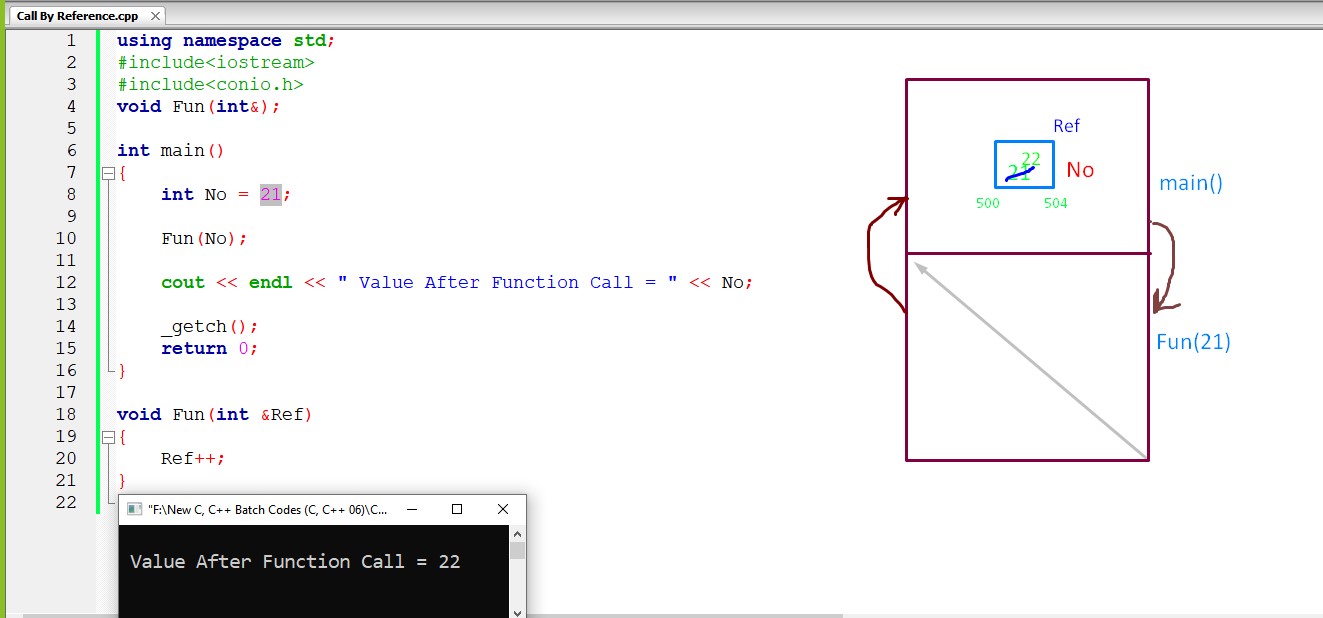 Call By Reference.cpp
1 using namespace std;
2 #include<iostream>
3 #include<conio.h>
4 void Fun(int&);
5
6 int main()
7 {
8 int No = 21;
9
10 Fun(No);
11
12 cout << endl << " Value After Function Call = " << No;
13
14 _getch();
15 return 0;
16 }
17
18 void Fun(int &Ref)
19 {
20 Ref++;
21 }
22
"F:\New C, C++ Batch Codes (C, C++ 06)\C...
Value After Function Call = 22
Ref
22
21
No
500 504
main()
Fun(21)